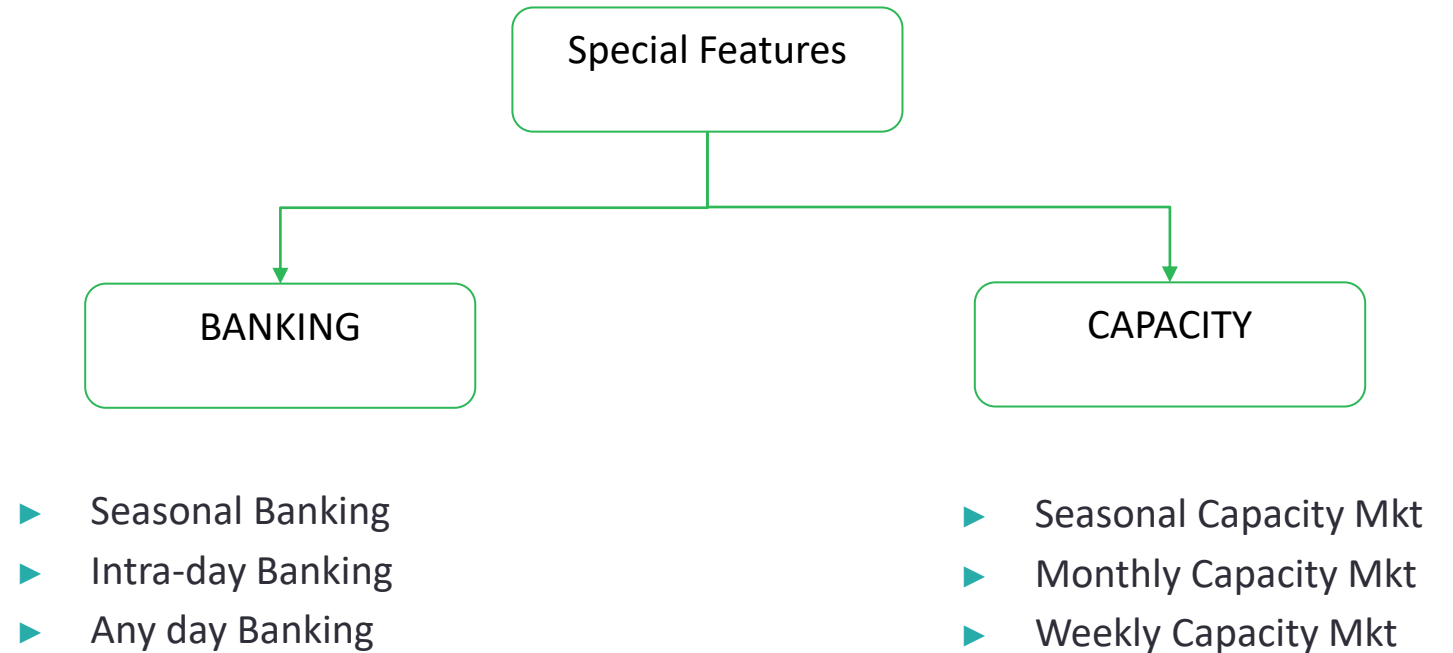 Special Features
BANKING
CAPACITY
► Seasonal Banking
► Intra-day Banking
► Any day Banking
► Seasonal Capacity Mkt
► Monthly Capacity Mkt
► Weekly Capacity Mkt